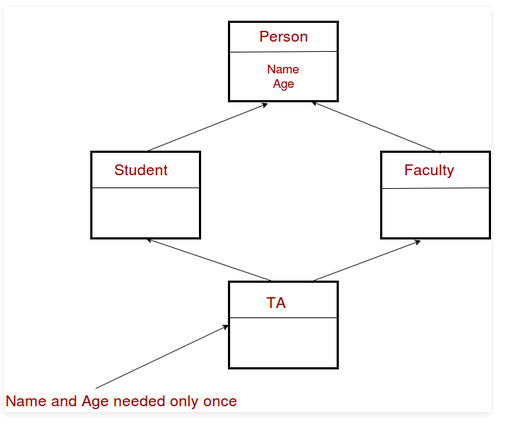 Person
Name
Age
Student
Faculty
TA
Name and Age needed only once